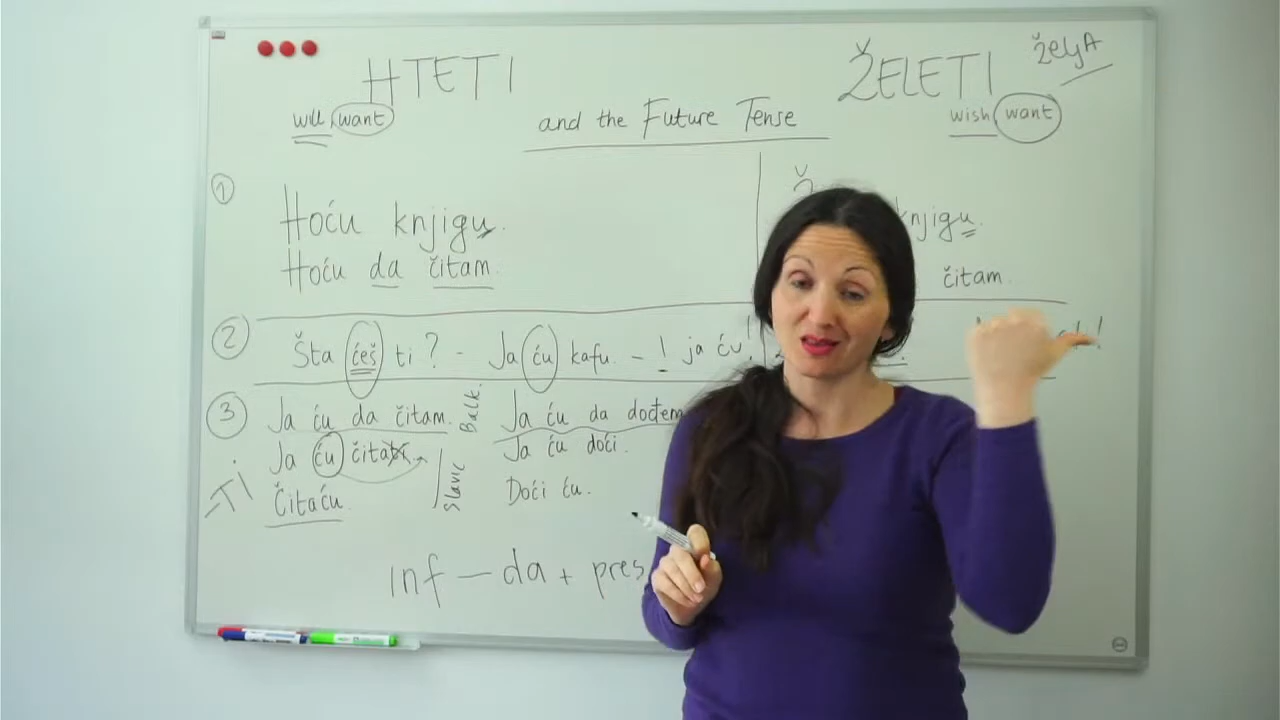 HTETI
ŽELETI
željA
will, want
and the Future Tense
wish, want
1
Hoću knjigu.
knjigu.
Hoću da čitam.
čitam.
2
Šta ćeš ti? - Ja ću kafu. - ! ja ću!
3
Ja ću da čitam.
Balk.
Ja ću da dođem
Ja ću čitati
Ja ću doći.
-Ti
Čitaću.
Slavic
Doći ću.
inf - da + pres